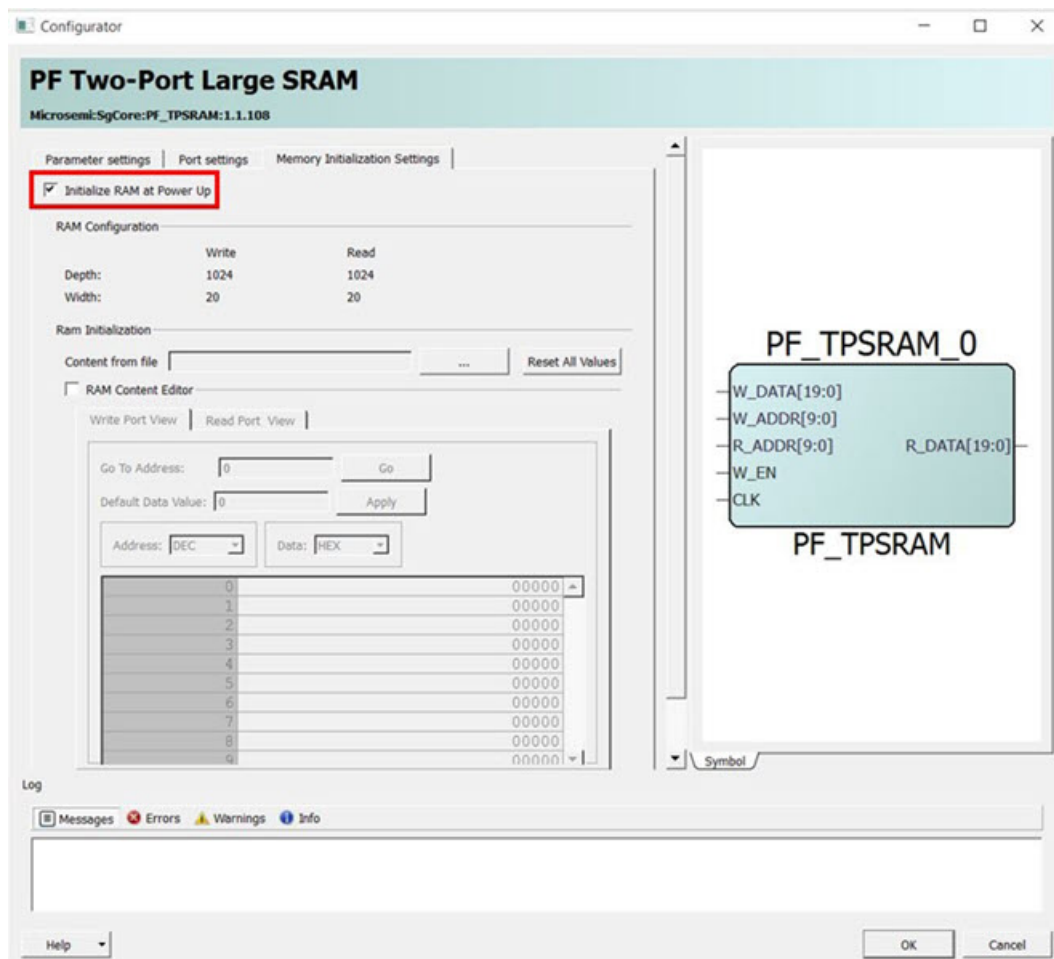 Configurator
PF Two-Port Large SRAM
Microsemi:SgCore:PF_TPSRAM:1.1.108
Parameter settings Port settings Memory Initialization Settings
Initialize RAM at Power Up
RAM Configuration
Write Read
Depth: 1024 1024
Width: 20 20
Ram Initialization
Content from file ... Reset All Values
RAM Content Editor
Write Port View Read Port View
Go To Address: 0 Go
Default Data Value: 0 Apply
Address: DEC Data: HEX
0 00000
1 00000
2 00000
3 00000
4 00000
5 00000
6 00000
7 00000
8 00000
9 00000
PF_TPSRAM_0
W_DATA[19:0]
W_ADDR[9:0]
R_ADDR[9:0] R_DATA[19:0]
W_EN
CLK
PF_TPSRAM
Symbol
Log
Messages Errors Warnings Info
Help OK Cancel